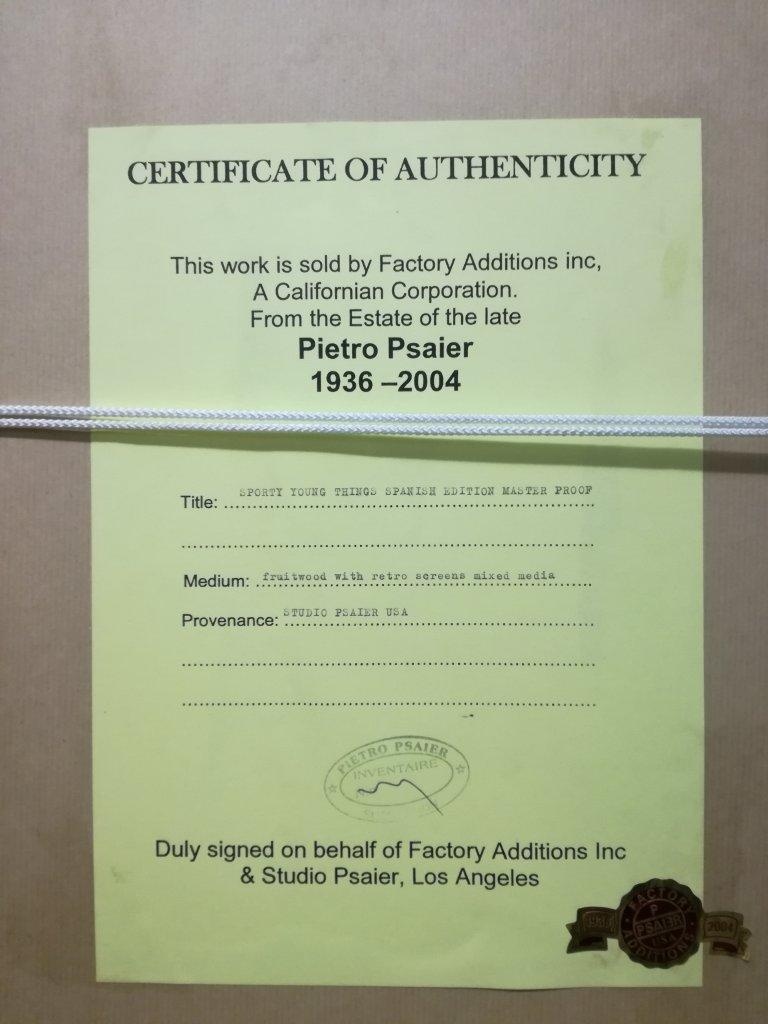 CERTIFICATE OF AUTHENTICITY
This work is sold by Factory Additions inc,
A Californian Corporation.
From the Estate of the late
Pietro Psaier
1936 –2004
Title: SPORTY YOUNG THINGS SPANISH EDITION MASTER PROOF
Medium: fruitwood with retro screens mixed media
Provenance: STUDIO PSAIER USA
PIETRO PSAIER
INVENTAIRE
Duly signed on behalf of Factory Additions Inc
& Studio Psaier, Los Angeles
FACTORY
P
1936 PSAIER 2004
USA
ADDITIONS